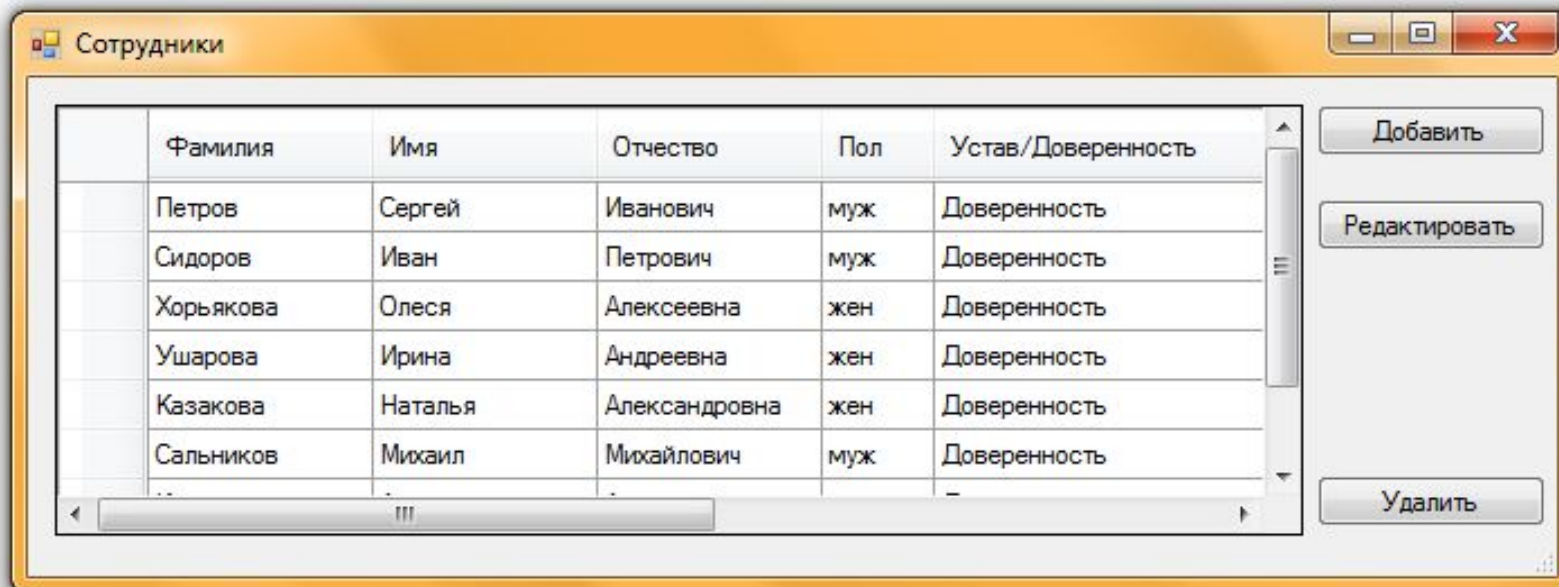 Сотрудники
Фамилия Имя Отчество Пол Устав/Доверенность
Петров Сергей Иванович муж Доверенность
Сидоров Иван Петрович муж Доверенность
Хорьякова Олеся Алексеевна жен Доверенность
Ушарова Ирина Андреевна жен Доверенность
Казакова Наталья Александровна жен Доверенность
Сальников Михаил Михайлович муж Доверенность
Добавить
Редактировать
Удалить